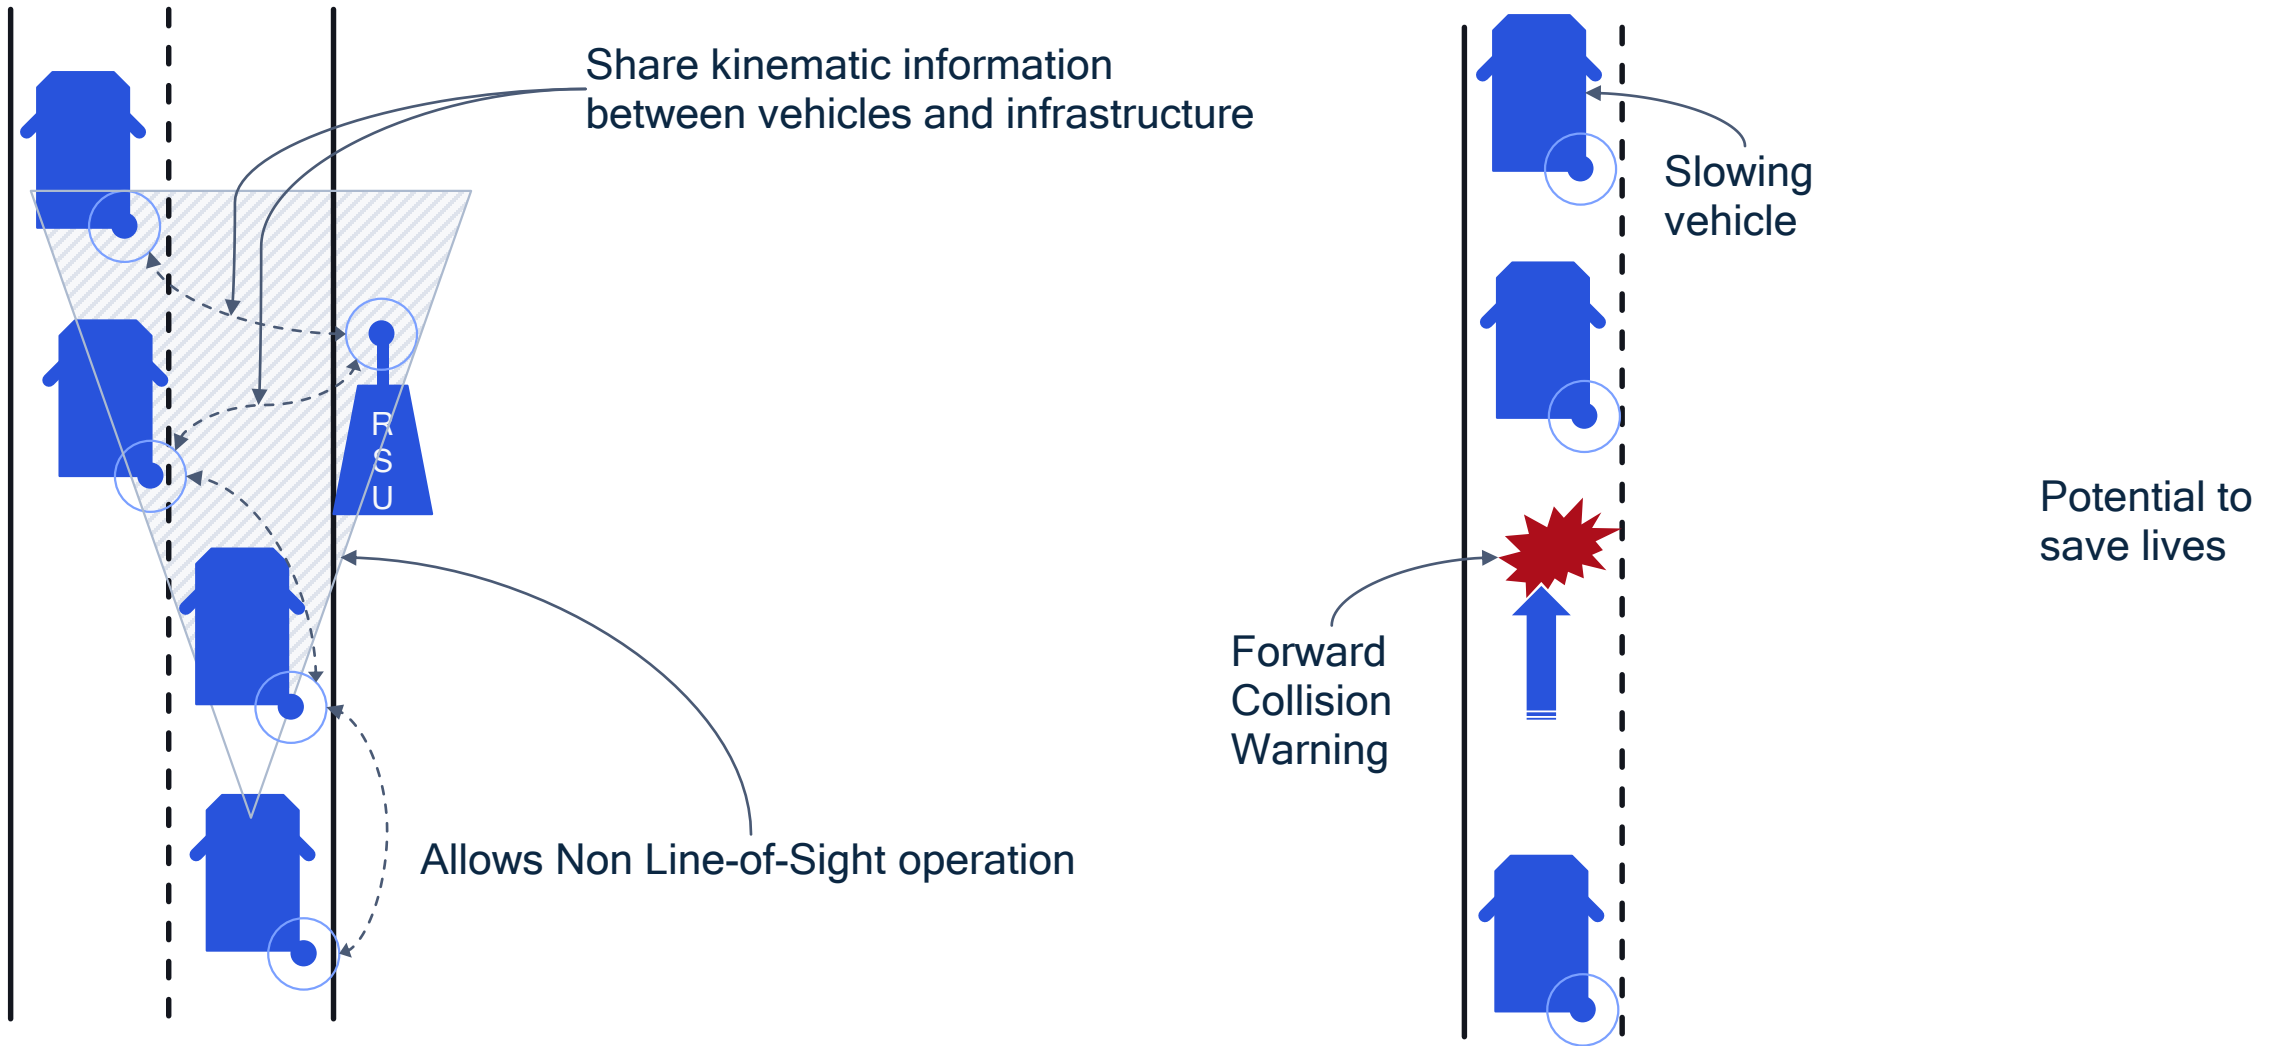 Share kinematic information
between vehicles and infrastructure
R
S
U
Allows Non Line-of-Sight operation
Slowing
vehicle
Forward
Collision
Warning
Potential to
save lives